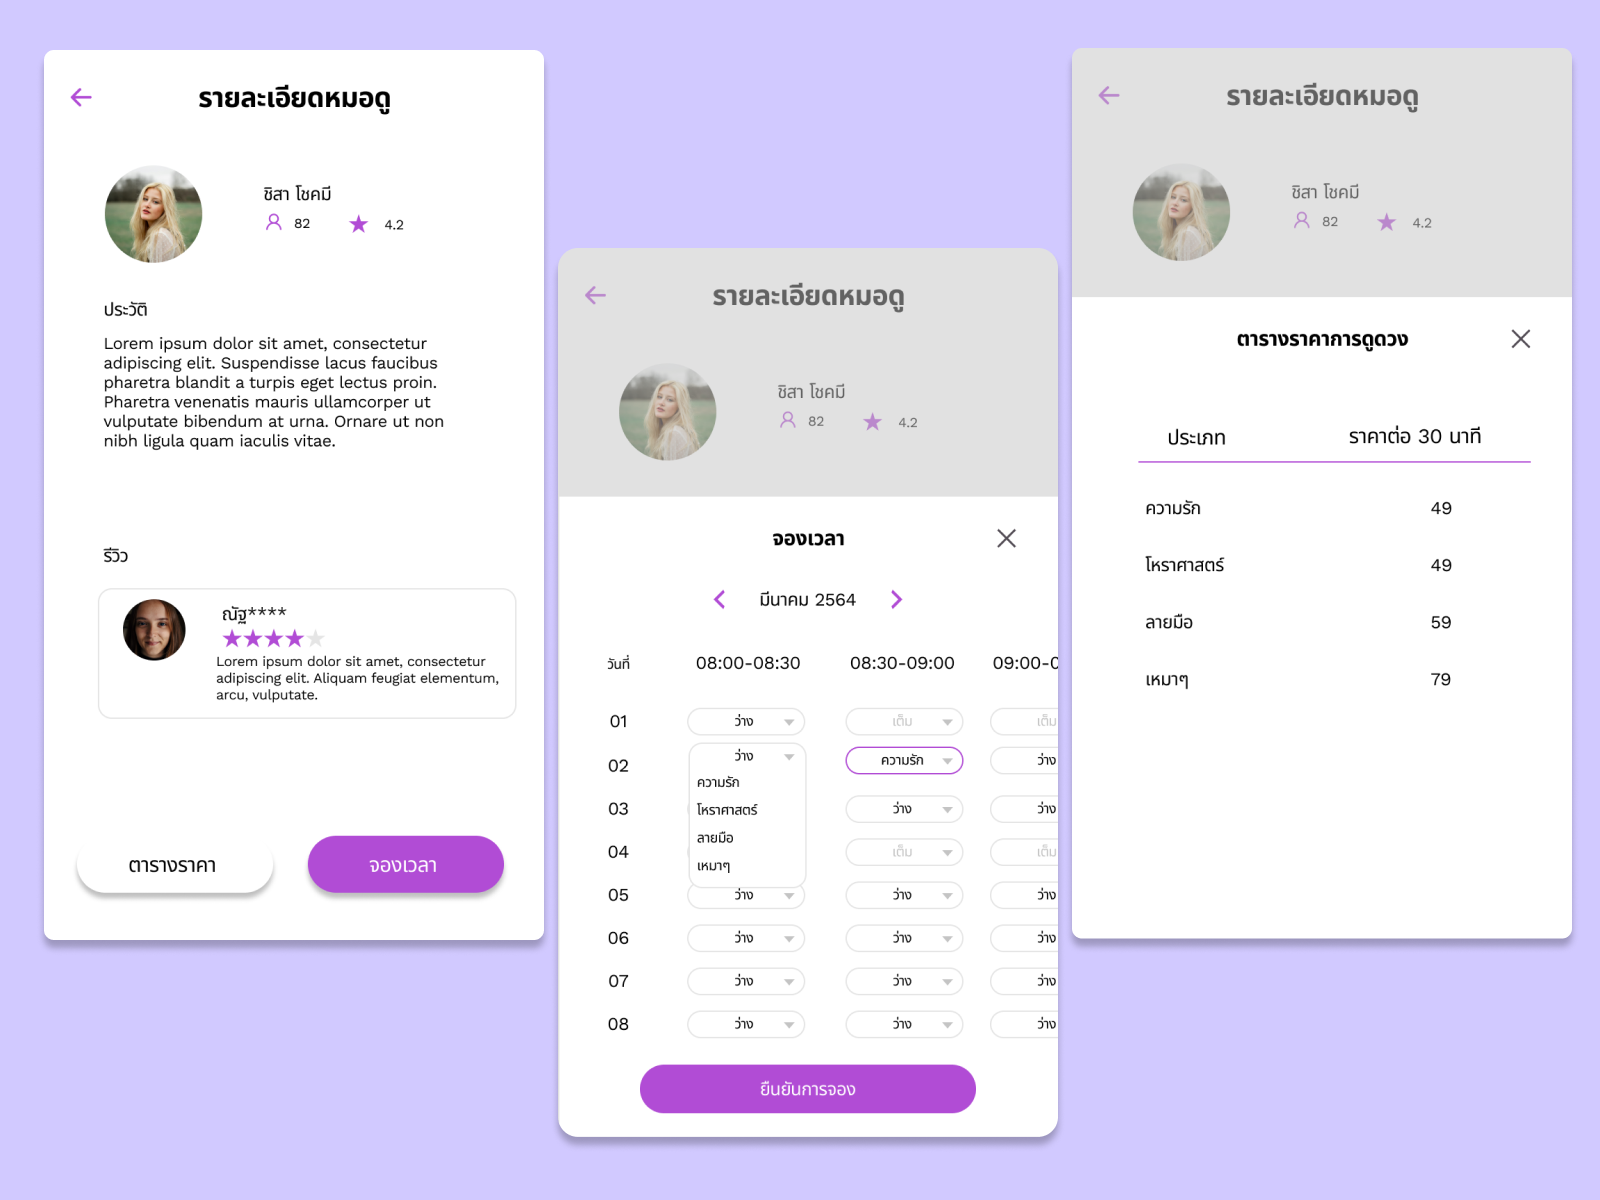 รายละเอียดหมอดู
ชิสา โชคมี
82 4.2
ประวัติ
Lorem ipsum dolor sit amet, consectetur
adipiscing elit. Suspendisse lacus faucibus
pharetra blandit a turpis eget lectus proin.
Pharetra venenatis mauris ullamcorper ut
vulputate bibendum at urna. Ornare ut non
nibh ligula quam iaculis vitae.
รีวิว
ณัฐ****
Lorem ipsum dolor sit amet, consectetur
adipiscing elit. Aliquam feugiat elementum,
arcu, vulputate.
ตารางราคา จองเวลา
รายละเอียดหมอดู
ชิสา โชคมี
82 4.2
จองเวลา
มีนาคม 2564
วันที่ 08:00-08:30 08:30-09:00 09:00-0
01 ว่าง เต็ม เต็ม
02 ว่าง ความรัก ว่าง
ความรัก
03 โหราศาสตร์ ว่าง ว่าง
ลายมือ
04 เต็ม เต็ม
เหมาๆ
05 ว่าง ว่าง ว่าง
06 ว่าง ว่าง ว่าง
07 ว่าง ว่าง ว่าง
08 ว่าง ว่าง ว่าง
ยืนยันการจอง
รายละเอียดหมอดู
ชิสา โชคมี
82 4.2
ตารางราคาการดูดวง
ประเภท ราคาต่อ 30 นาที
ความรัก 49
โหราศาสตร์ 49
ลายมือ 59
เหมาๆ 79